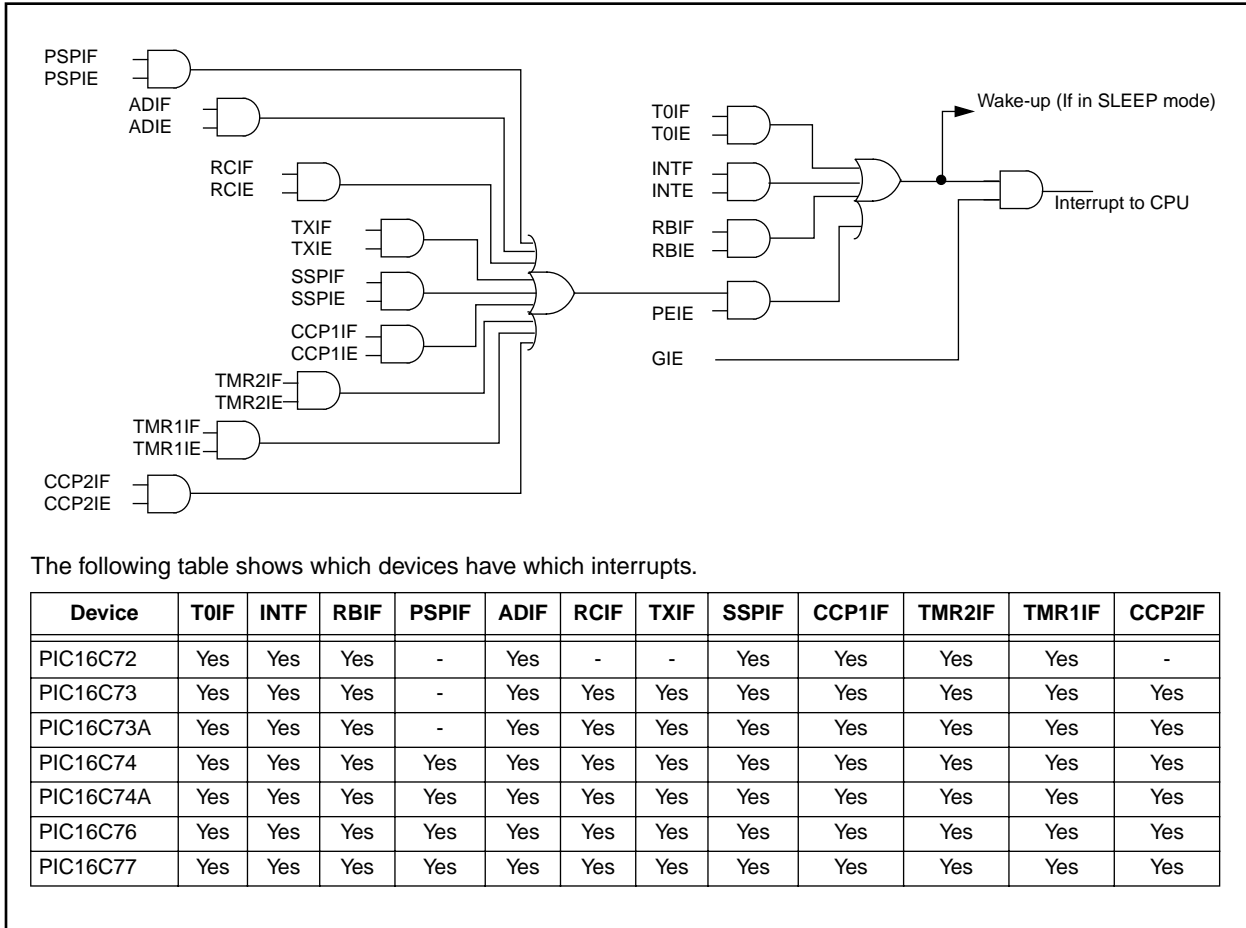 PSPIF
PSPIE
ADIF
ADIE
RCIF
RCIE
TXIF
TXIE
SSPIF
SSPIE
CCP1IF
CCP1IE
TMR2IF
TMR2IE
TMR1IF
TMR1IE
CCP2IF
CCP2IE
T0IF
T0IE
INTF
INTE
RBIF
RBIE
PEIE
GIE
Wake-up (If in SLEEP mode)
Interrupt to CPU
The following table shows which devices have which interrupts.
Device T0IF INTF RBIF PSPIF ADIF RCIF TXIF SSPIF CCP1IF TMR2IF TMR1IF CCP2IF
PIC16C72 Yes Yes Yes - Yes - - Yes Yes Yes Yes -
PIC16C73 Yes Yes Yes - Yes Yes Yes Yes Yes Yes Yes Yes
PIC16C73A Yes Yes Yes - Yes Yes Yes Yes Yes Yes Yes Yes
PIC16C74 Yes Yes Yes Yes Yes Yes Yes Yes Yes Yes Yes Yes
PIC16C74A Yes Yes Yes Yes Yes Yes Yes Yes Yes Yes Yes Yes
PIC16C76 Yes Yes Yes Yes Yes Yes Yes Yes Yes Yes Yes Yes
PIC16C77 Yes Yes Yes Yes Yes Yes Yes Yes Yes Yes Yes Yes